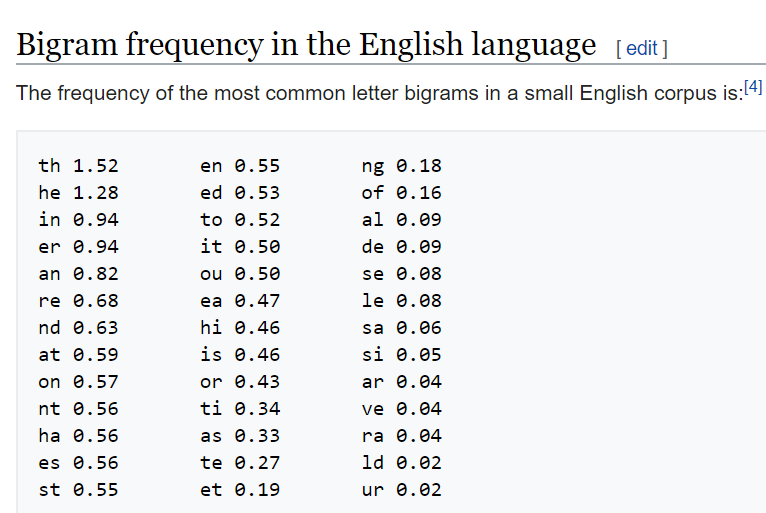 Bigram frequency in the English language [ edit ]
The frequency of the most common letter bigrams in a small English corpus is:[4]
th 1.52 en 0.55 ng 0.18
he 1.28 ed 0.53 of 0.16
in 0.94 to 0.52 al 0.09
er 0.94 it 0.50 de 0.09
an 0.82 ou 0.50 se 0.08
re 0.68 ea 0.47 le 0.08
nd 0.63 hi 0.46 sa 0.06
at 0.59 is 0.46 si 0.05
on 0.57 or 0.43 ar 0.04
nt 0.56 ti 0.34 ve 0.04
ha 0.56 as 0.33 ra 0.04
es 0.56 te 0.27 ld 0.02
st 0.55 et 0.19 ur 0.02